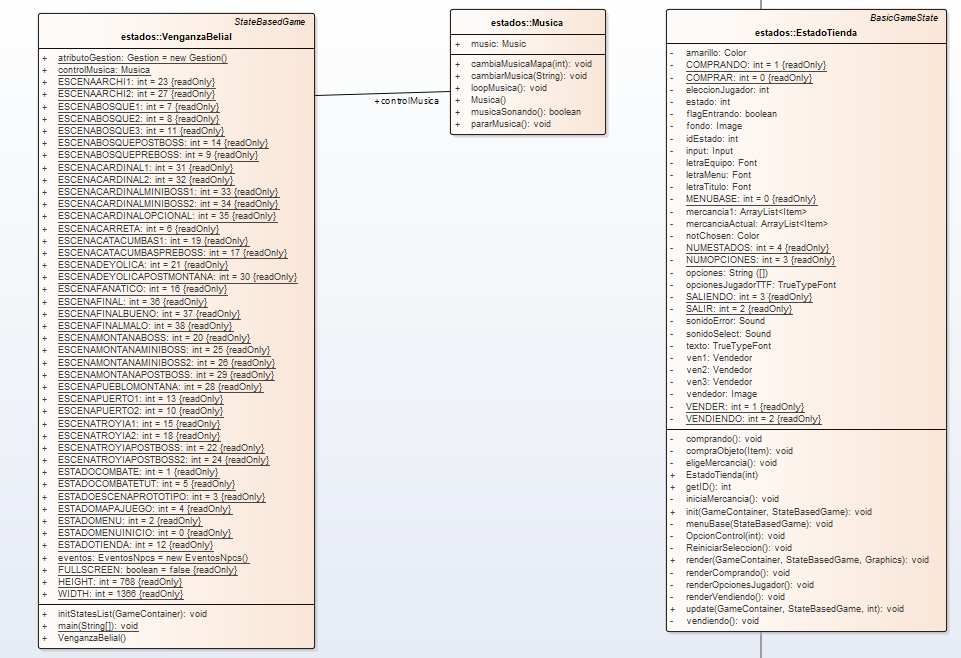 StateBasedGame
estados::VenganzaBelial
+ atributoGestion: Gestion = new Gestion()
+ controlMusica: Musica
+ ESCENAARCHI1: int = 23 {readOnly}
+ ESCENAARCHI2: int = 27 {readOnly}
+ ESCENABOSQUE1: int = 7 {readOnly}
+ ESCENABOSQUE2: int = 8 {readOnly}
+ ESCENABOSQUE3: int = 11 {readOnly}
+ ESCENABOSQUEPOSTBOSS: int = 14 {readOnly}
+ ESCENABOSQUEPREBOSS: int = 9 {readOnly}
+ ESCENACARDINAL1: int = 31 {readOnly}
+ ESCENACARDINAL2: int = 32 {readOnly}
+ ESCENACARDINALMINIBOSS1: int = 33 {readOnly}
+ ESCENACARDINALMINIBOSS2: int = 34 {readOnly}
+ ESCENACARDINALOPCIONAL: int = 35 {readOnly}
+ ESCENACARRETA: int = 6 {readOnly}
+ ESCENACATACUMBAS1: int = 19 {readOnly}
+ ESCENACATACUMBASPREBOSS: int = 17 {readOnly}
+ ESCENADEYOLICA: int = 21 {readOnly}
+ ESCENADEYOLICAPOSTMONTANA: int = 30 {readOnly}
+ ESCENAFANATICO: int = 16 {readOnly}
+ ESCENAFINAL: int = 36 {readOnly}
+ ESCENAFINALBUENO: int = 37 {readOnly}
+ ESCENAFINALMALO: int = 38 {readOnly}
+ ESCENAMONTANABOSS: int = 20 {readOnly}
+ ESCENAMONTANAMINIBOSS: int = 25 {readOnly}
+ ESCENAMONTANAMINIBOSS2: int = 26 {readOnly}
+ ESCENAMONTANAPOSTBOSS: int = 29 {readOnly}
+ ESCENAPUEBLOMONTANA: int = 28 {readOnly}
+ ESCENAPUERTO1: int = 13 {readOnly}
+ ESCENAPUERTO2: int = 10 {readOnly}
+ ESCENATROYIA1: int = 15 {readOnly}
+ ESCENATROYIA2: int = 18 {readOnly}
+ ESCENATROYIAPOSTBOSS: int = 22 {readOnly}
+ ESCENATROYIAPOSTBOSS2: int = 24 {readOnly}
+ ESTADOCOMBATE: int = 1 {readOnly}
+ ESTADOCOMBATETUT: int = 5 {readOnly}
+ ESTADOESCENAPROTOTIPO: int = 3 {readOnly}
+ ESTADOMAPAJUEGO: int = 4 {readOnly}
+ ESTADOMENU: int = 2 {readOnly}
+ ESTADOMENUINICIO: int = 0 {readOnly}
+ ESTADOTIENDA: int = 12 {readOnly}
+ eventos: EventosNpcs = new EventosNpcs()
+ FULLSCREEN: boolean = false {readOnly}
+ HEIGHT: int = 768 {readOnly}
+ WIDTH: int = 1366 {readOnly}
+ initStatesList(GameContainer): void
+ main(String[]): void
+ VenganzaBelial()
+controlMusica
estados::Musica
+ music: Music
+ cambiaMusicaMapa(int): void
+ cambiarMusica(String): void
+ loopMusica(): void
+ Musica()
+ musicaSonando(): boolean
+ pararMusica(): void
BasicGameState
estados::EstadoTienda
- amarillo: Color
- COMPRANDO: int = 1 {readOnly}
- COMPRAR: int = 0 {readOnly}
- eleccionJugador: int
- estado: int
- flagEntrando: boolean
- fondo: Image
- idEstado: int
- input: Input
- letraEquipo: Font
- letraMenu: Font
- letraTitulo: Font
- MENUBASE: int = 0 {readOnly}
- mercancia1: ArrayList<Item>
- mercanciaActual: ArrayList<Item>
- notChosen: Color
- NUMESTADOS: int = 4 {readOnly}
- NUMOPCIONES: int = 3 {readOnly}
- opciones: String ([])
- opcionesJugadorTTF: TrueTypeFont
- SALIENDO: int = 3 {readOnly}
- SALIR: int = 2 {readOnly}
- sonidoError: Sound
- sonidoSelect: Sound
- texto: TrueTypeFont
- ven1: Vendedor
- ven2: Vendedor
- ven3: Vendedor
- vendedor: Image
- VENDER: int = 1 {readOnly}
- VENDIENDO: int = 2 {readOnly}
- comprando(): void
- compraObjeto(Item): void
- eligeMercancia(): void
+ EstadoTienda(int)
+ getID(): int
- iniciaMercancia(): void
+ init(GameContainer, StateBasedGame): void
- menuBase(StateBasedGame): void
- OpcionControl(int): void
- ReiniciarSeleccion(): void
+ render(GameContainer, StateBasedGame, Graphics): void
- renderComprando(): void
- renderOpcionesJugador(): void
- renderVendiendo(): void
+ update(GameContainer, StateBasedGame, int): void
- vendiendo(): void